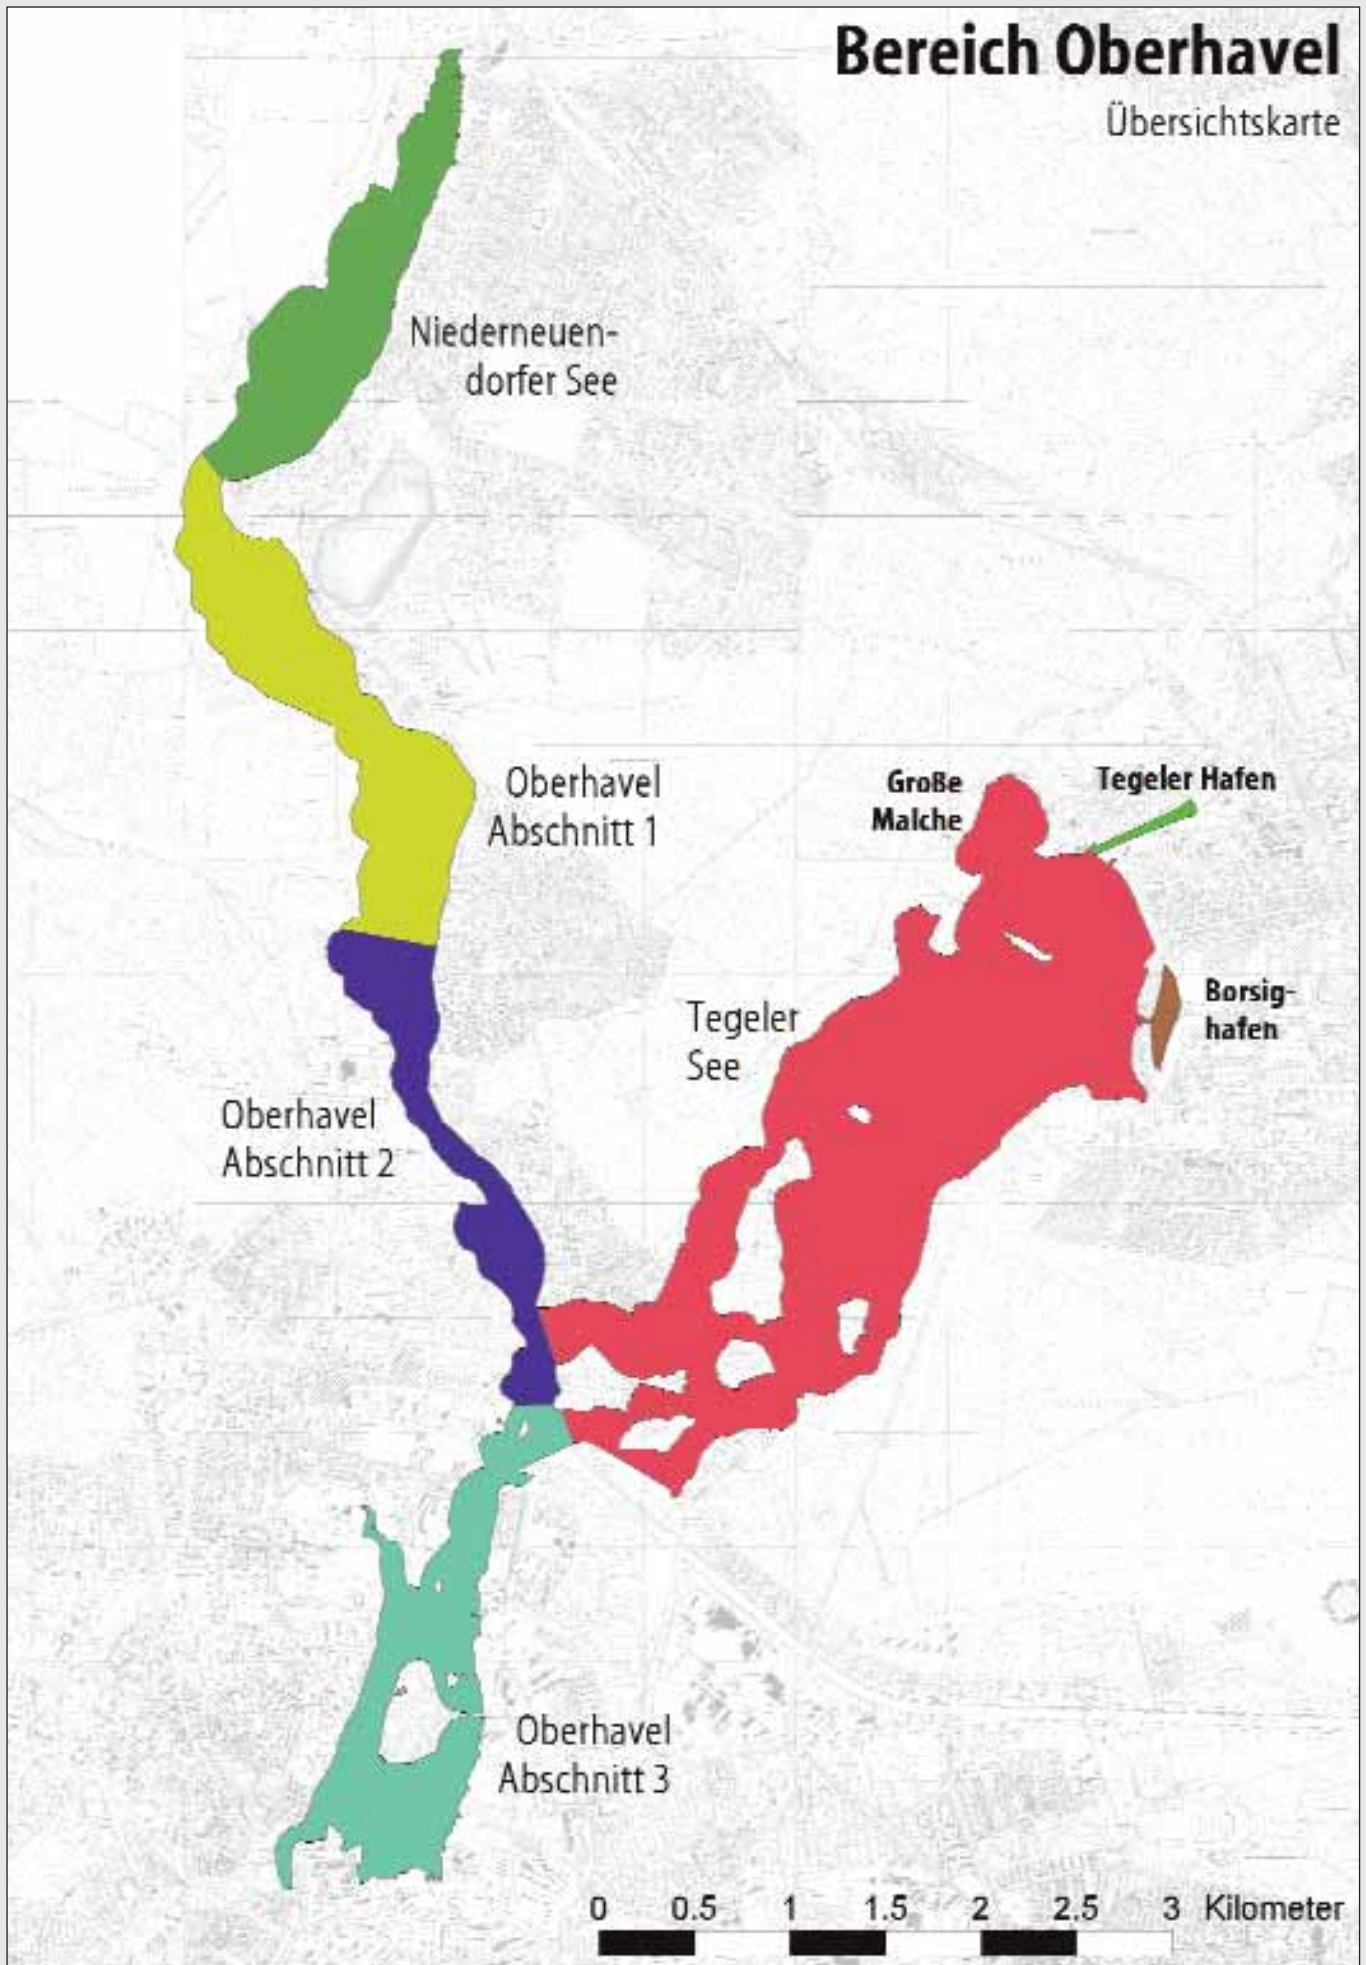 Bereich Oberhavel
Übersichtskarte
Niederneuen-
dorfer See
Oberhavel
Abschnitt 1
Große
Malche
Tegeler Hafen
Borsig-
hafen
Tegeler
See
Oberhavel
Abschnitt 2
Oberhavel
Abschnitt 3
0 0.5 1 1.5 2 2.5 3 Kilometer